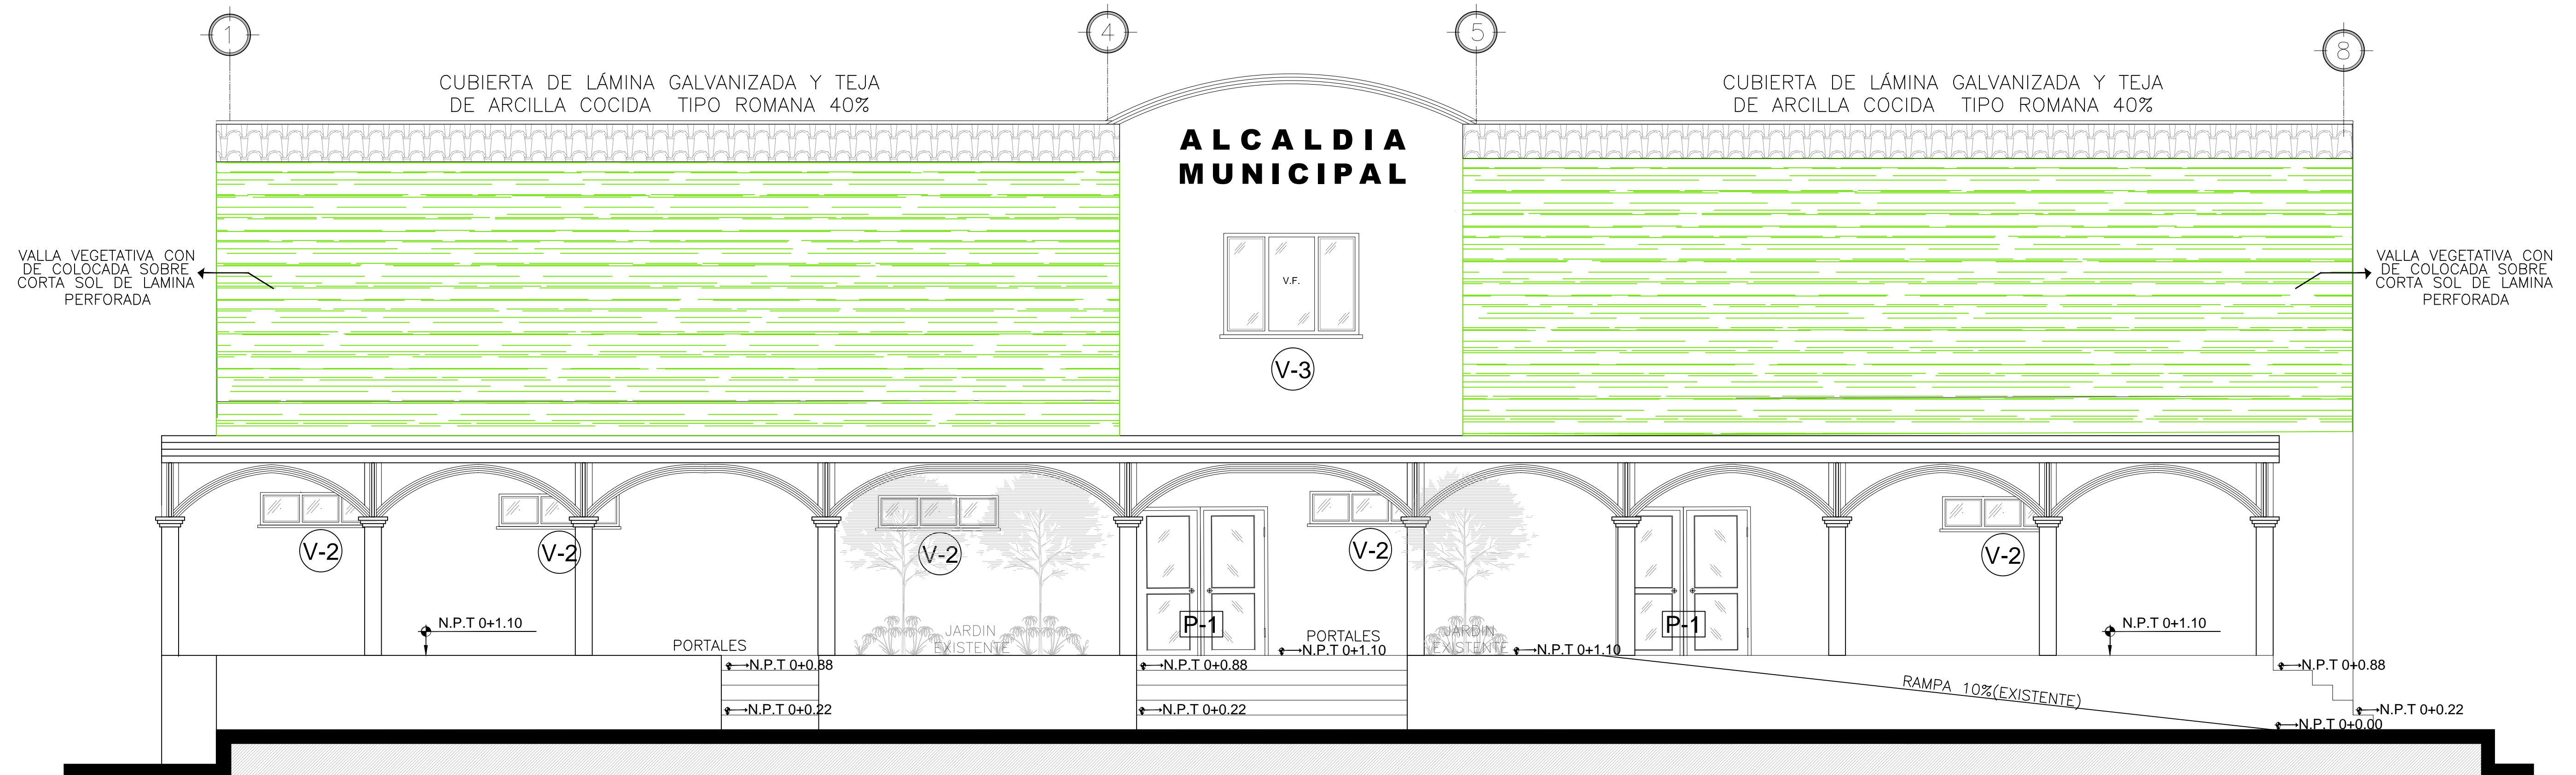 1
4
5
8
CUBIERTA DE LÁMINA GALVANIZADA Y TEJA
DE ARCILLA COCIDA TIPO ROMANA 40%
CUBIERTA DE LÁMINA GALVANIZADA Y TEJA
DE ARCILLA COCIDA TIPO ROMANA 40%
ALCALDIA
MUNICIPAL
VALLA VEGETATIVA CON
DE COLOCADA SOBRE
CORTA SOL DE LAMINA
PERFORADA
V.F.
V-3
VALLA VEGETATIVA CON
DE COLOCADA SOBRE
CORTA SOL DE LAMINA
PERFORADA
V-2
V-2
V-2
V-2
V-2
N.P.T 0+1.10
PORTALES
JARDIN
EXISTENTE
P-1
PORTALES
N.P.T 0+1.10
JARDIN
EXISTENTE
N.P.T 0+1.10
P-1
N.P.T 0+1.10
N.P.T 0+0.88
N.P.T 0+0.88
N.P.T 0+0.88
RAMPA 10%(EXISTENTE)
N.P.T 0+0.22
N.P.T 0+0.22
N.P.T 0+0.22
N.P.T 0+0.00